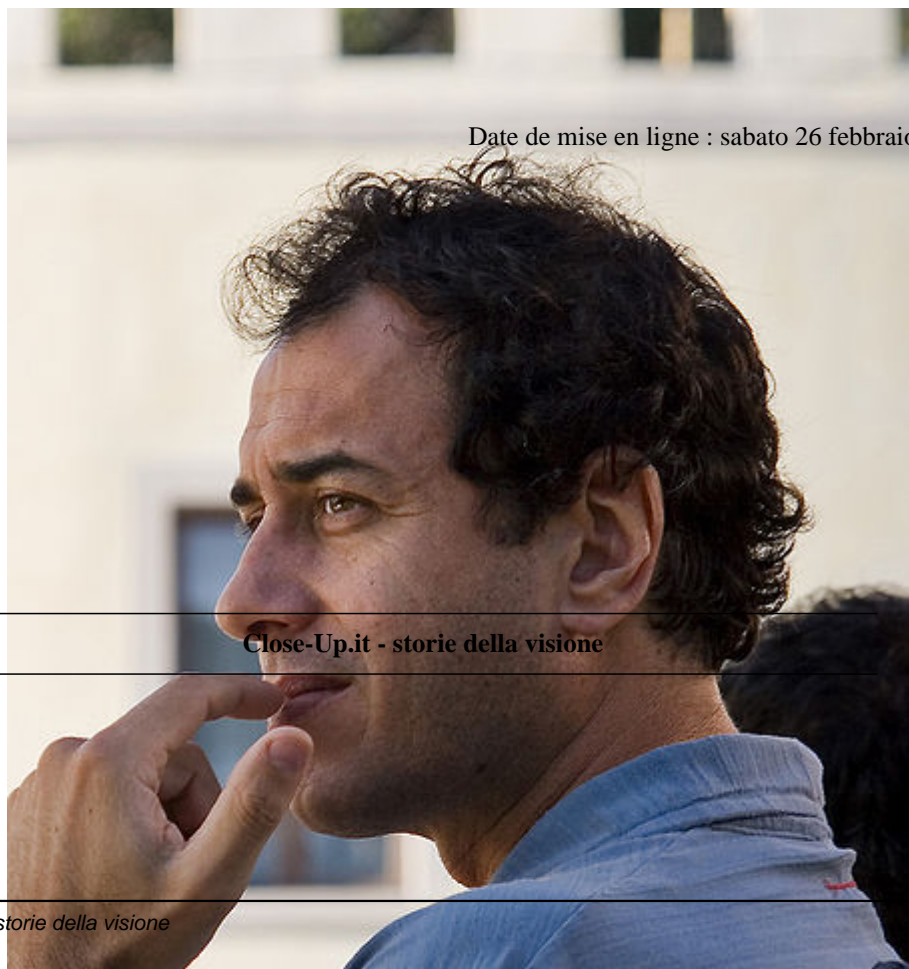 Date de mise en ligne : sabato 26 febbraio
Close-Up.it - storie della visione
storie della visione